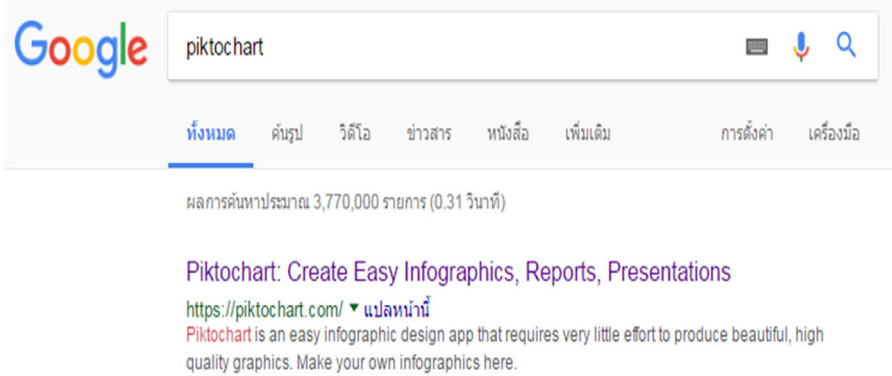 Google piktochart
ทั้งหมด ค้นรูป วิดีโอ ข่าวสาร หนังสือ เพิ่มเติม การตั้งค่า เครื่องมือ
ผลการค้นหาประมาณ 3,770,000 รายการ (0.31 วินาที)
Piktochart: Create Easy Infographics, Reports, Presentations
https://piktochart.com/ ▼ แปลหน้านี้
Piktochart is an easy infographic design app that requires very little effort to produce beautiful, high
quality graphics. Make your own infographics here.